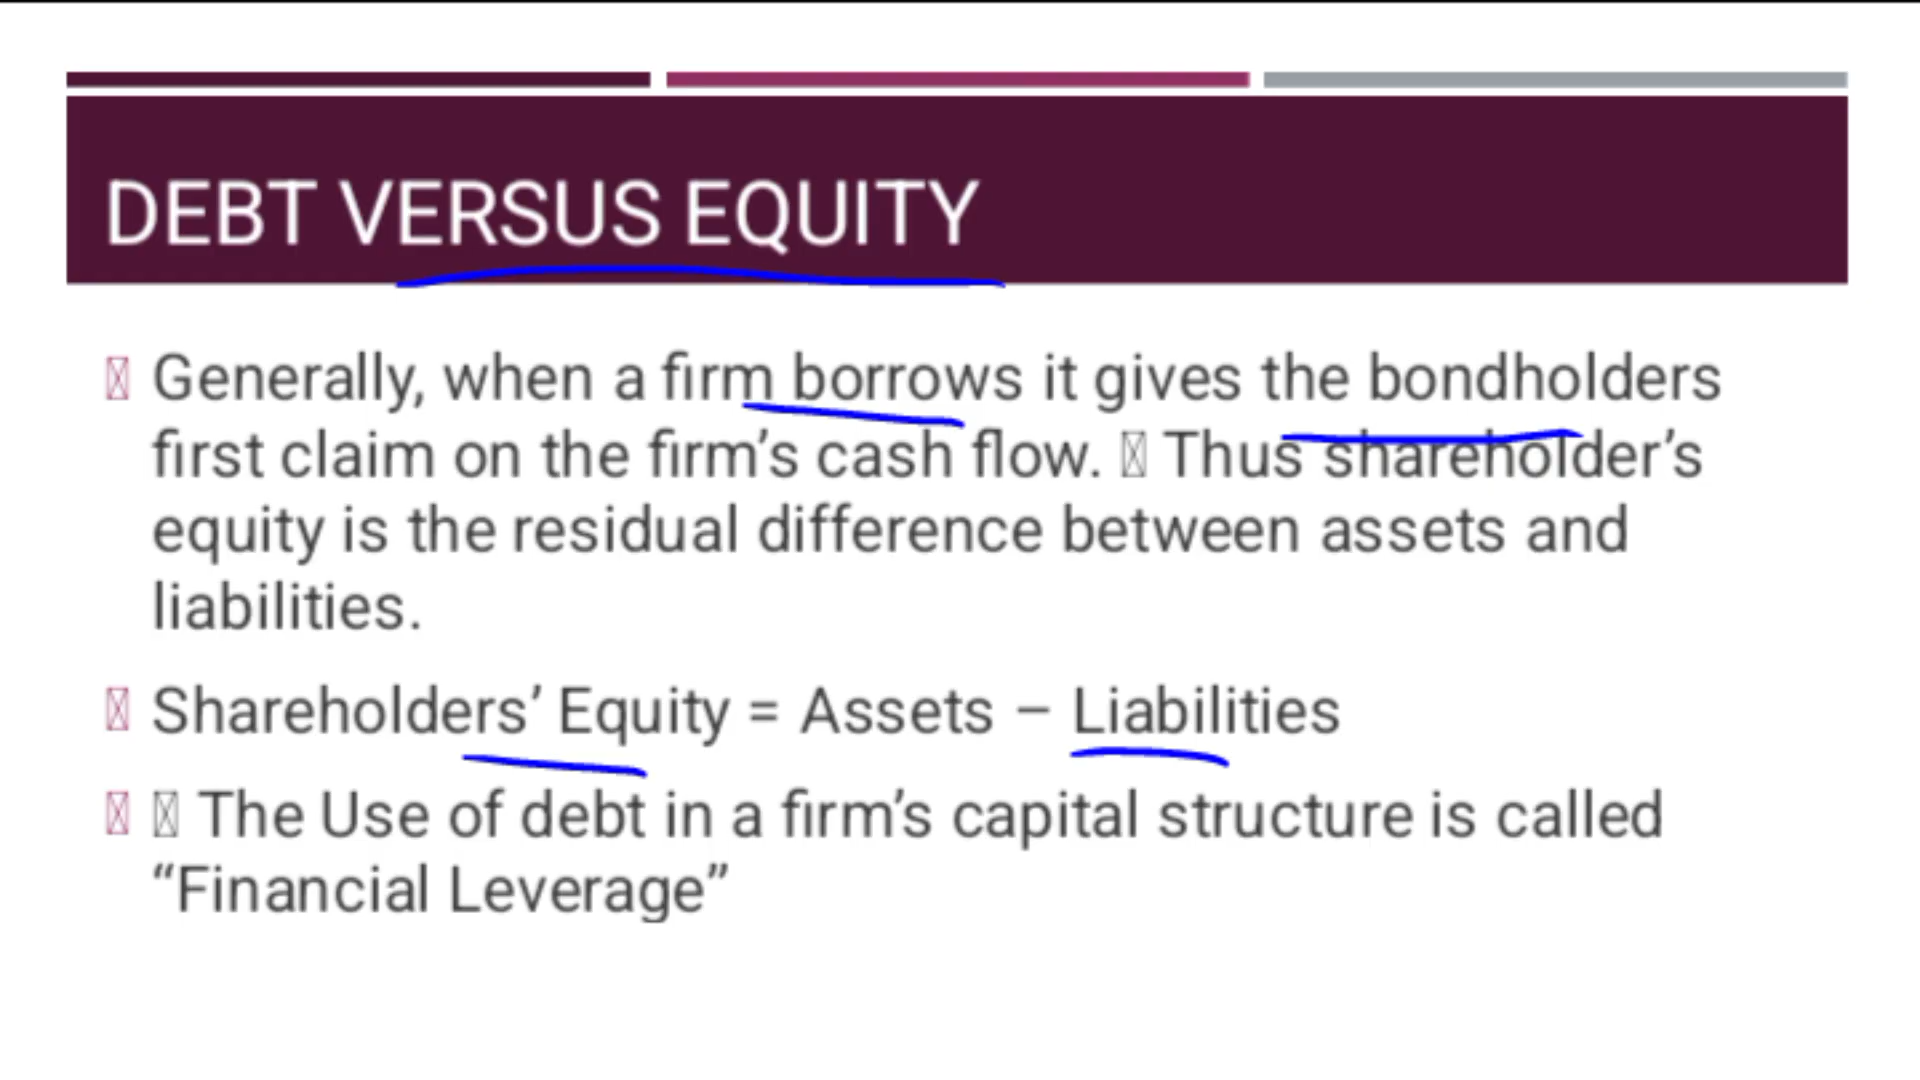 DEBT VERSUS EQUITY
Generally, when a firm borrows it gives the bondholders
first claim on the firm’s cash flow. Thus shareholder’s
equity is the residual difference between assets and
liabilities.
Shareholders’ Equity = Assets – Liabilities
The Use of debt in a firm’s capital structure is called
“Financial Leverage”